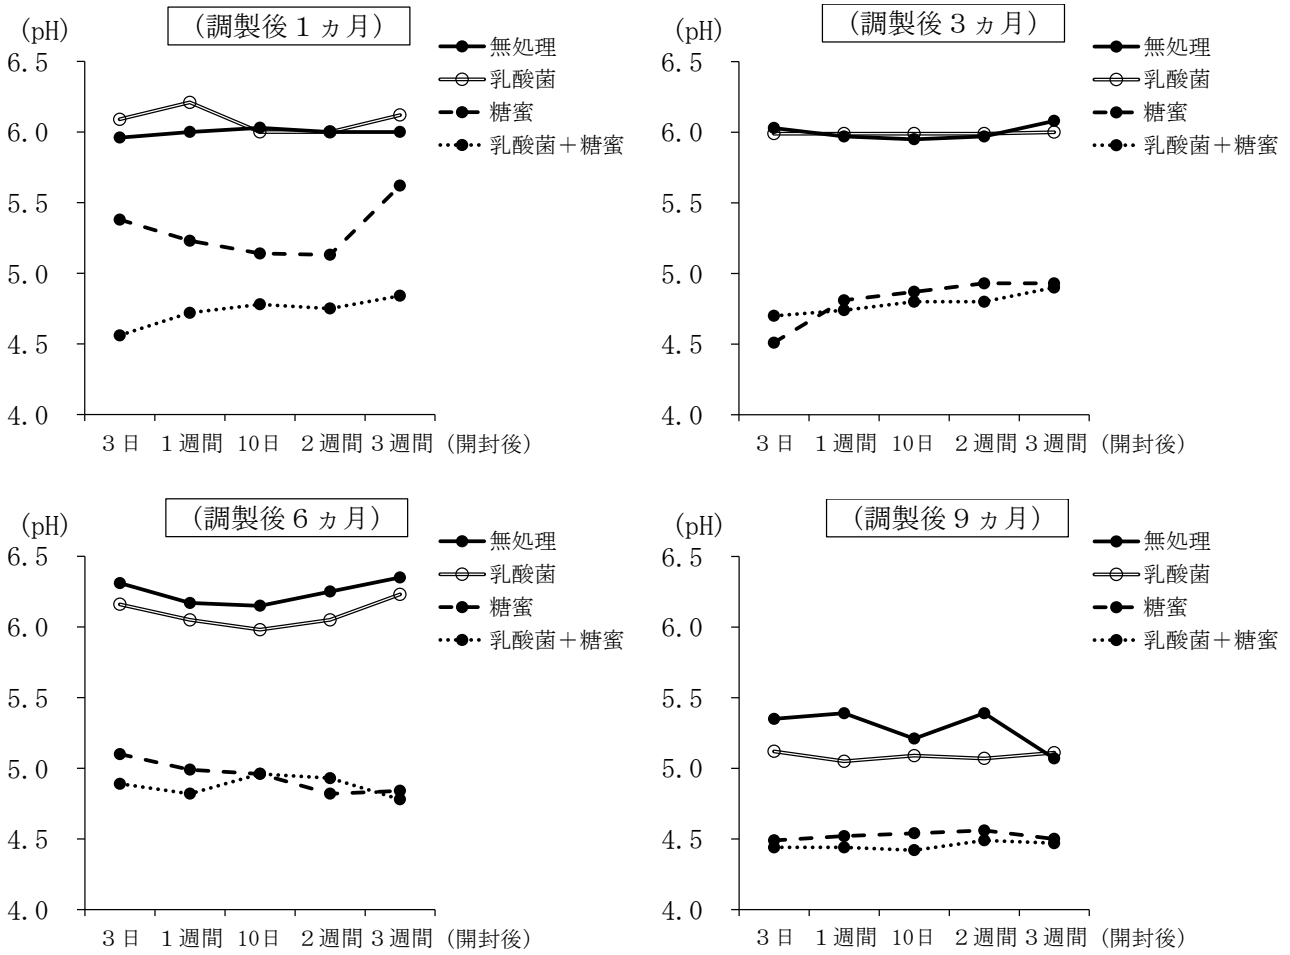 （調製後１ヵ月）
(pH)
無処理
乳酸菌
糖蜜
乳酸菌＋糖蜜
6.5
6.0
5.5
5.0
4.5
4.0
３日 １週間 10日 ２週間 ３週間 (開封後)
（調製後３ヵ月）
(pH)
無処理
乳酸菌
糖蜜
乳酸菌＋糖蜜
6.5
6.0
5.5
5.0
4.5
4.0
３日 １週間 10日 ２週間 ３週間 (開封後)
（調製後６ヵ月）
(pH)
無処理
乳酸菌
糖蜜
乳酸菌＋糖蜜
6.5
6.0
5.5
5.0
4.5
4.0
３日 １週間 10日 ２週間 ３週間 (開封後)
（調製後９ヵ月）
(pH)
無処理
乳酸菌
糖蜜
乳酸菌＋糖蜜
6.5
6.0
5.5
5.0
4.5
4.0
３日 １週間 10日 ２週間 ３週間 (開封後)